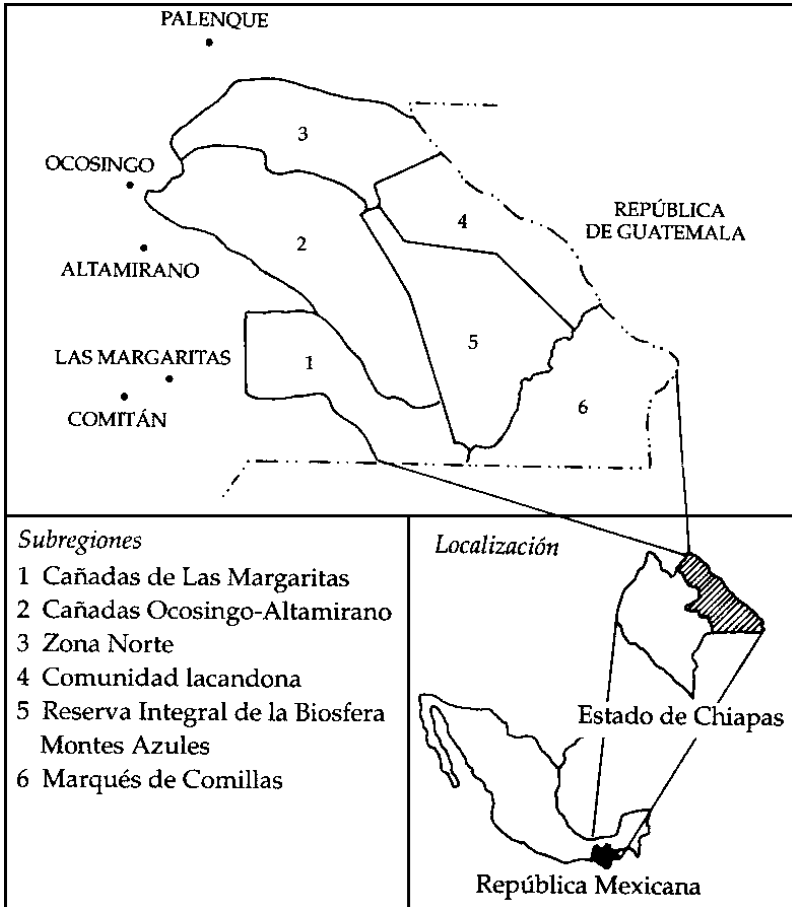 PALENQUE
3
OCOSINGO
4
REPÚBLICA
DE GUATEMALA
2
ALTAMIRANO
5
LAS MARGARITAS
1
COMITÁN
6
Subregiones
1 Cañadas de Las Margaritas
2 Cañadas Ocosingo-Altamirano
3 Zona Norte
4 Comunidad lacandona
5 Reserva Integral de la Biosfera
Montes Azules
6 Marqués de Comillas
Localización
Estado de Chiapas
República Mexicana